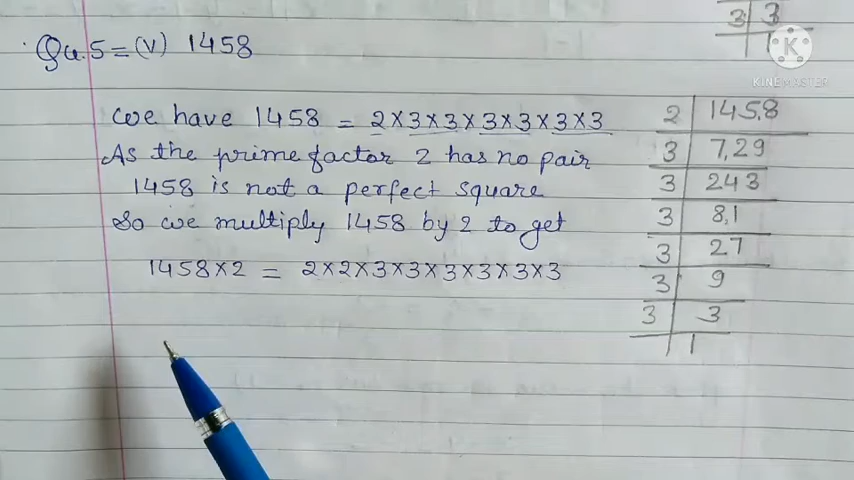 3 3
1
K
KINEMASTER
Qu.5 = (v) 1458
we have 1458 = 2×3×3×3×3×3×3
As the prime factor 2 has no pair
1458 is not a perfect square
So we multiply 1458 by 2 to get
1458×2 = 2×2×3×3×3×3×3×3
2 1458
3 729
3 243
3 81
3 27
3 9
3 3
1